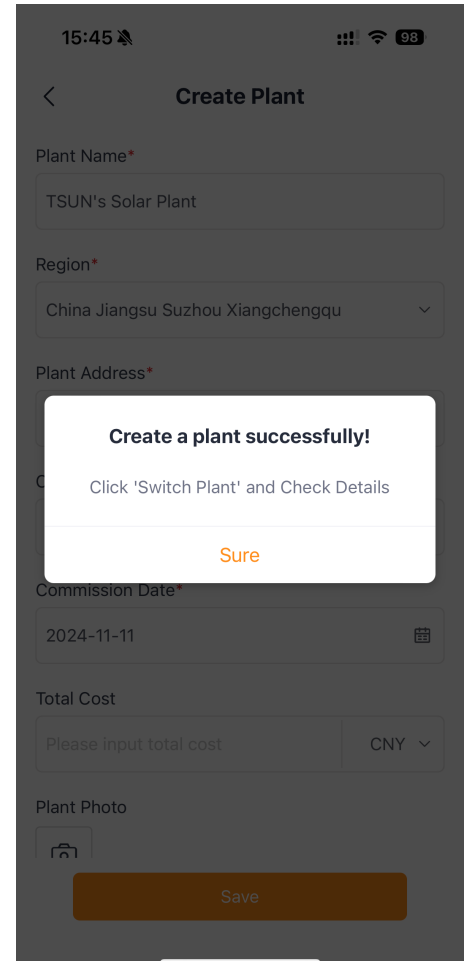 15:45
98
Create Plant
Plant Name*
TSUN's Solar Plant
Region*
China Jiangsu Suzhou Xiangchengqu
Plant Address*
Create a plant successfully!
Click 'Switch Plant' and Check Details
Sure
Commission Date*
2024-11-11
Total Cost
Please input total cost
CNY
Plant Photo
Save